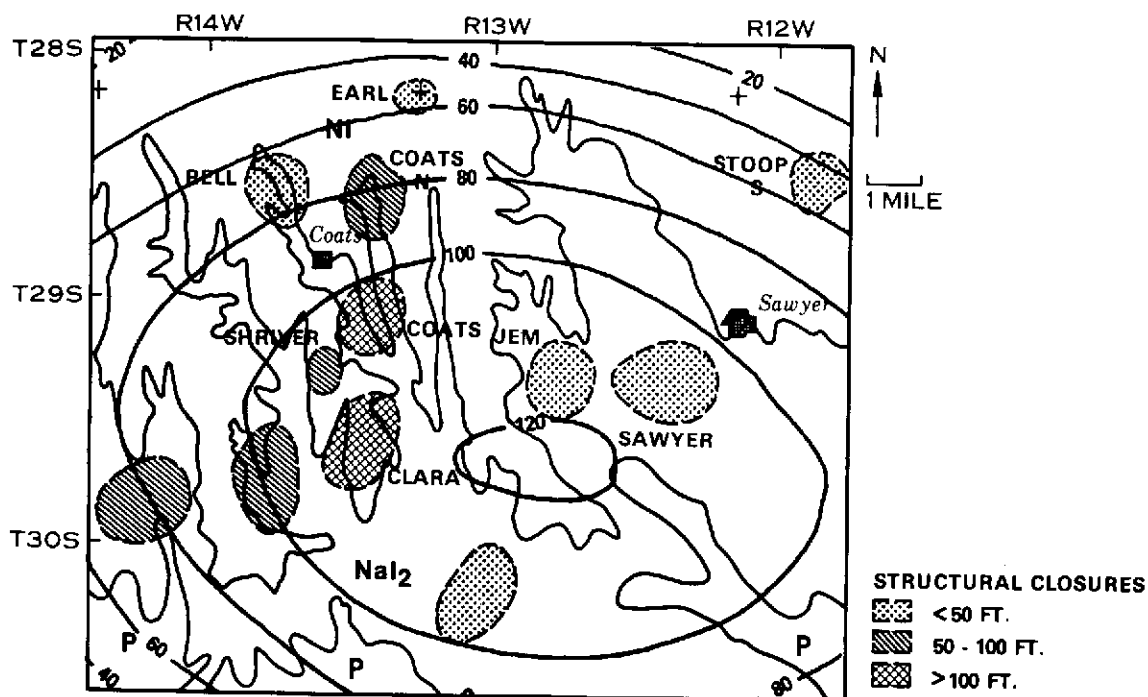 R14W R13W R12W
T28S
20
40
20
N
EARL
60
NI
COATS
N
BELL
80
STOOP
S
1 MILE
Coats
100
T29S
Sawyer
SHRIVER
COATS
JEM
120
SAWYER
CLARA
T30S
NaI₂
P
60
P
P
40
80
STRUCTURAL CLOSURES
<50 FT.
50 - 100 FT.
>100 FT.